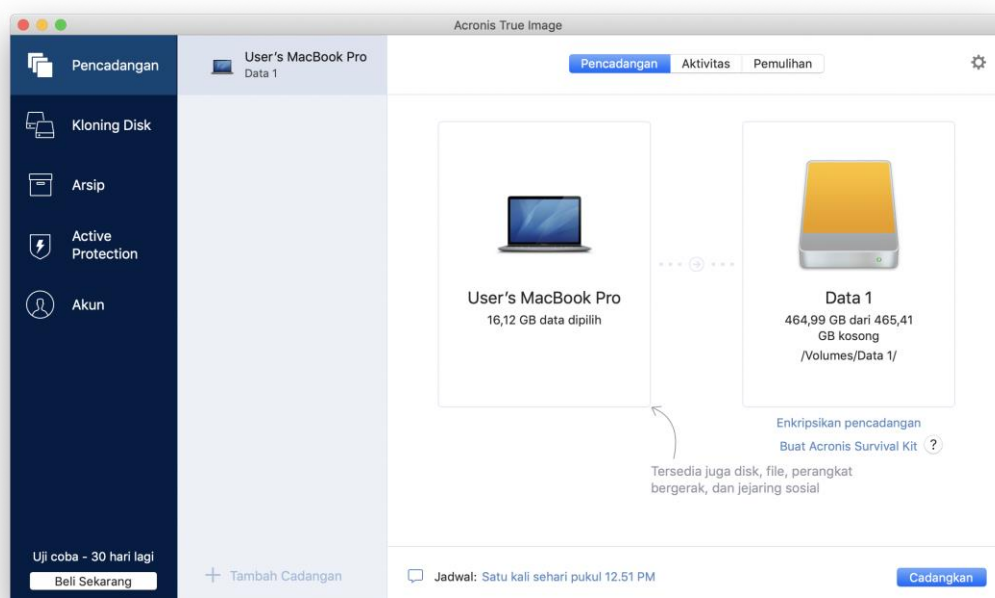 Acronis True Image
Pencadangan
Kloning Disk
Arsip
Active
Protection
Akun
Uji coba - 30 hari lagi
Beli Sekarang
User's MacBook Pro
Data 1
Tambah Cadangan
Pencadangan Aktivitas Pemulihan
User's MacBook Pro
16,12 GB data dipilih
Data 1
464,99 GB dari 465,41
GB kosong
/Volumes/Data 1/
Enkripsikan pencadangan
Buat Acronis Survival Kit ?
Tersedia juga disk, file, perangkat
bergerak, dan jejaring sosial
Jadwal: Satu kali sehari pukul 12.51 PM
Cadangkan